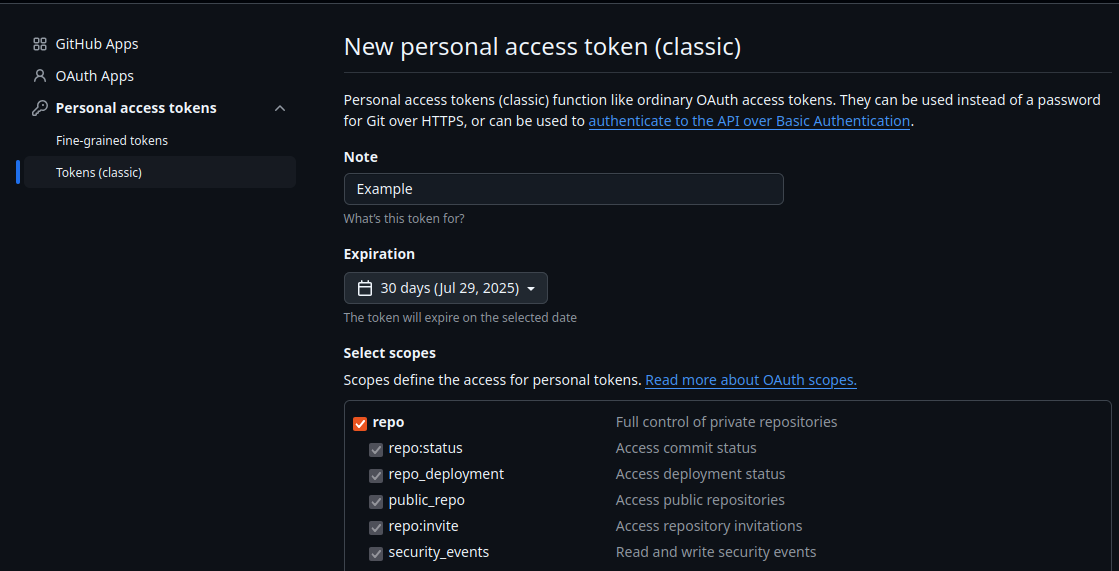 GitHub Apps
OAuth Apps
Personal access tokens
Fine-grained tokens
Tokens (classic)
New personal access token (classic)
Personal access tokens (classic) function like ordinary OAuth access tokens. They can be used instead of a password
for Git over HTTPS, or can be used to authenticate to the API over Basic Authentication.
Note
Example
What's this token for?
Expiration
30 days (Jul 29, 2025)
The token will expire on the selected date
Select scopes
Scopes define the access for personal tokens. Read more about OAuth scopes.
repo Full control of private repositories
repo:status Access commit status
repo_deployment Access deployment status
public_repo Access public repositories
repo:invite Access repository invitations
security_events Read and write security events